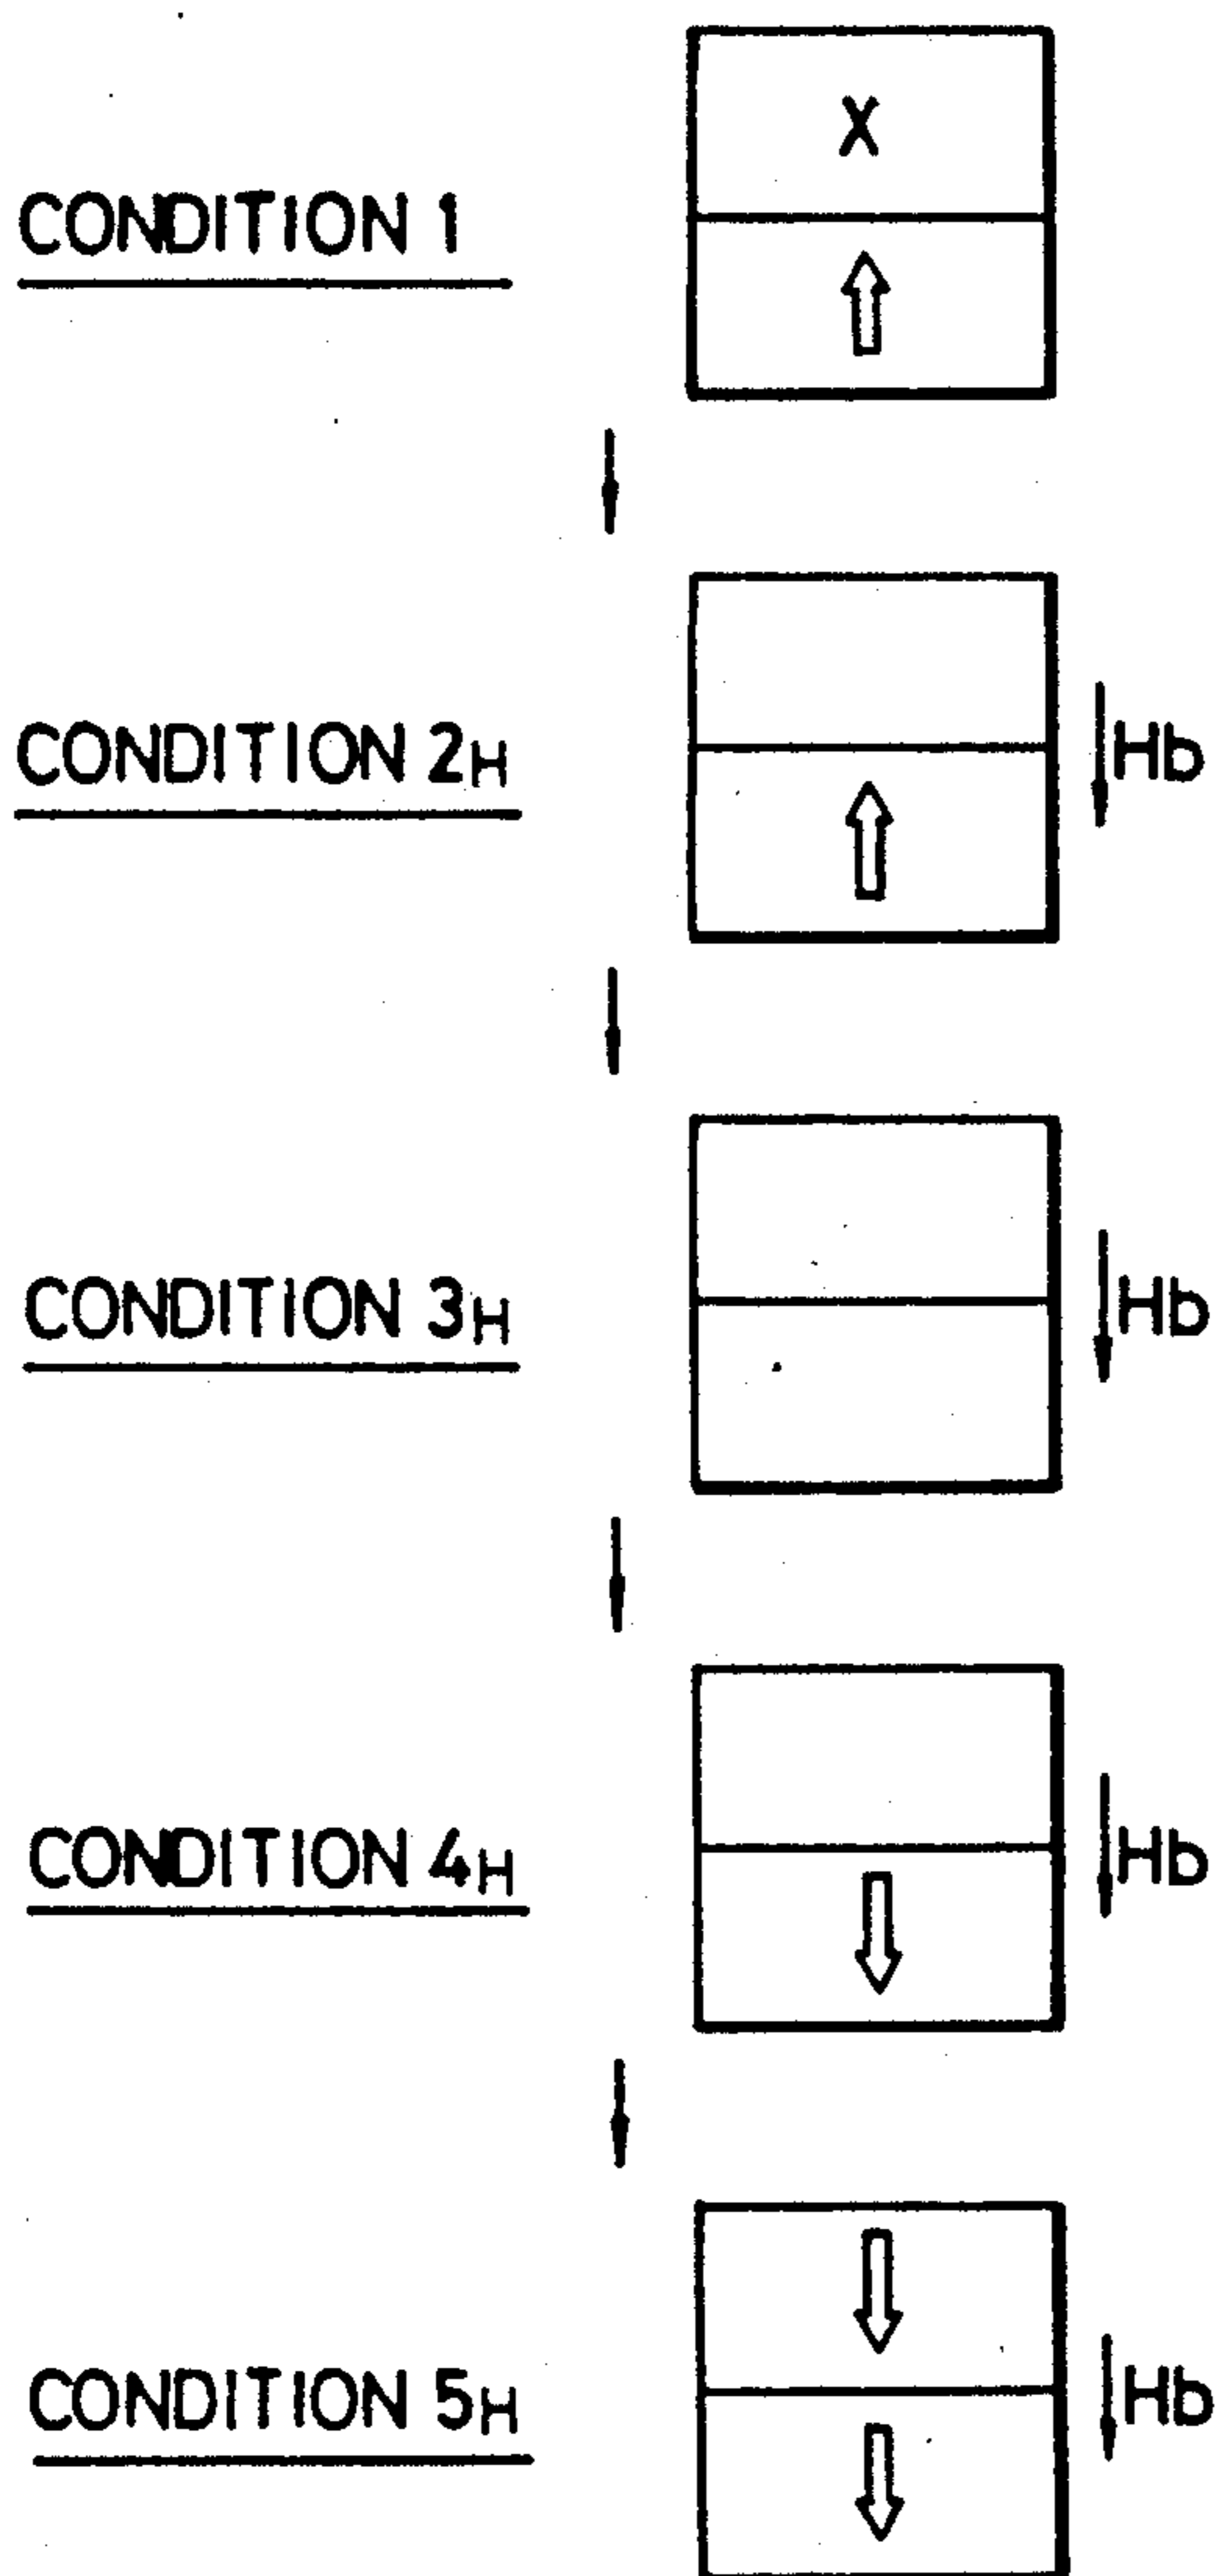 CONDITION 1
X
CONDITION 2H
Hb
CONDITION 3H
Hb
CONDITION 4H
Hb
CONDITION 5H
Hb